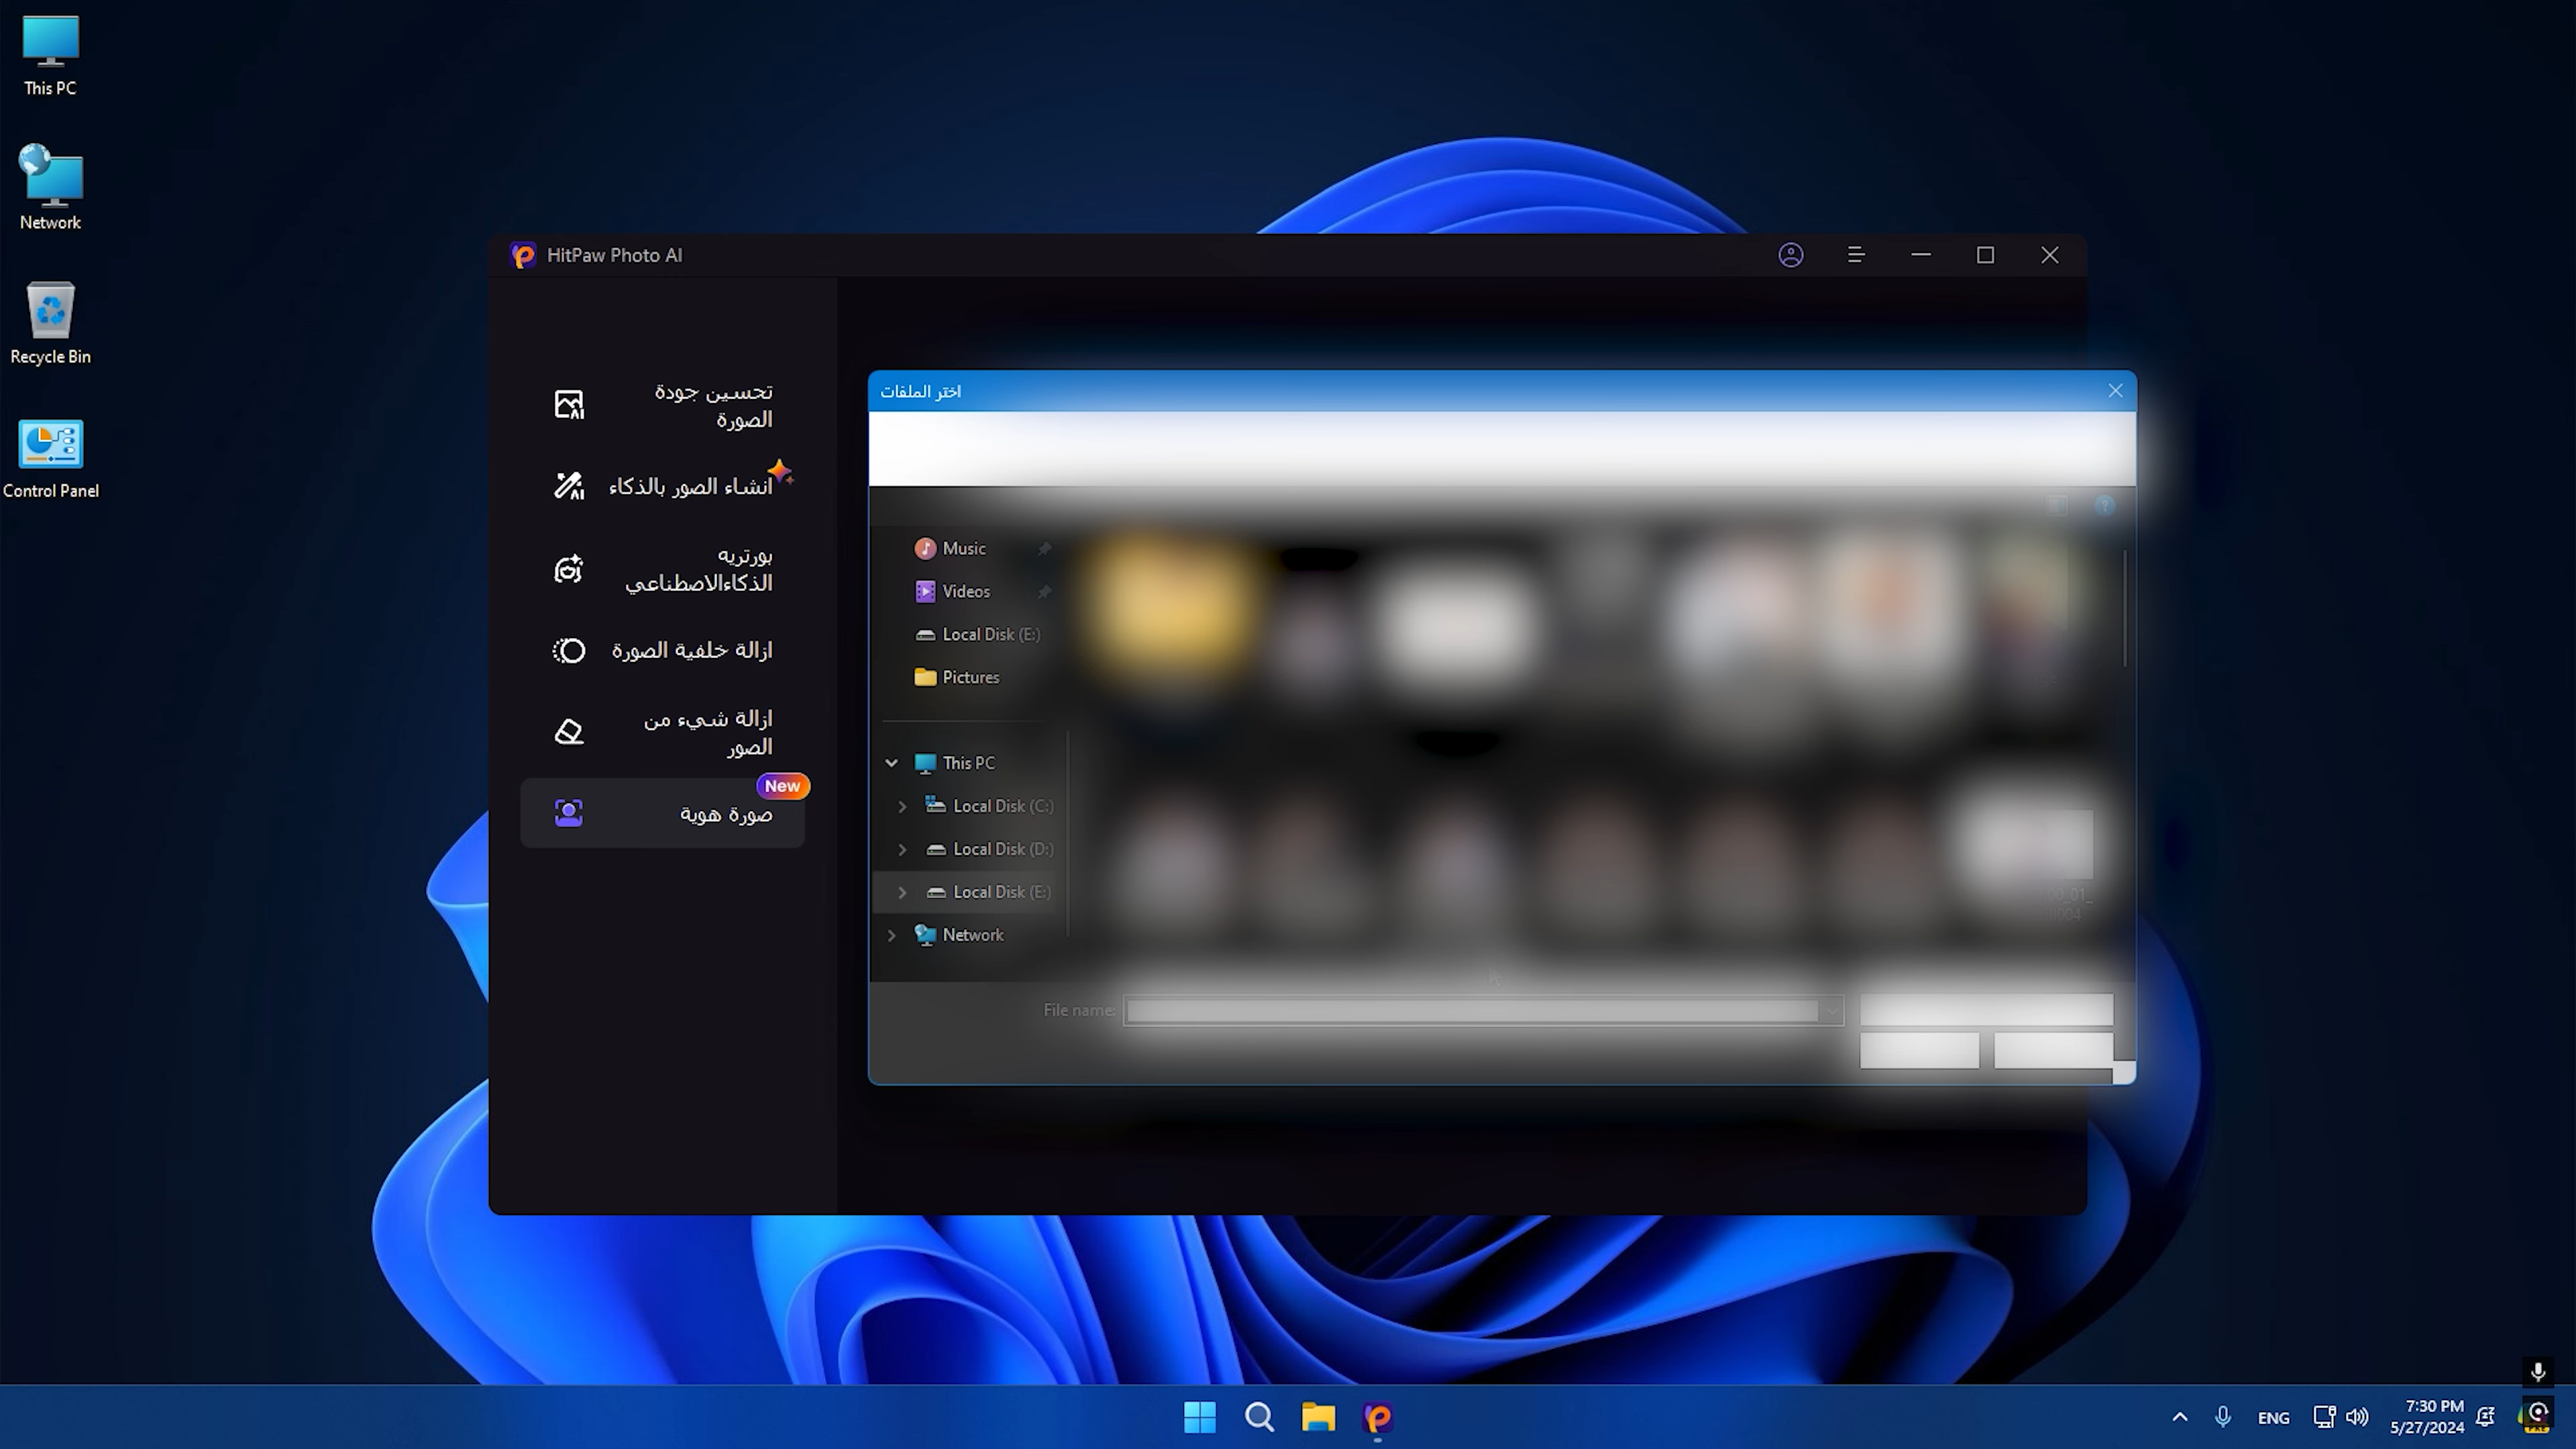 This PC
Network
Recycle Bin
Control Panel
HitPaw Photo AI
تحسين جودة
الصورة
انشاء الصور بالذكاء
بورتريه
الذكاءالاصطناعي
ازالة خلفية الصورة
ازالة شيء من
الصور
New
صورة هوية
اختر الملفات
Music
Videos
Local Disk (E:)
Pictures
This PC
Local Disk (C:)
Local Disk (D:)
Local Disk (E:)
Network
File name:
ENG
7:30 PM
5/27/2024